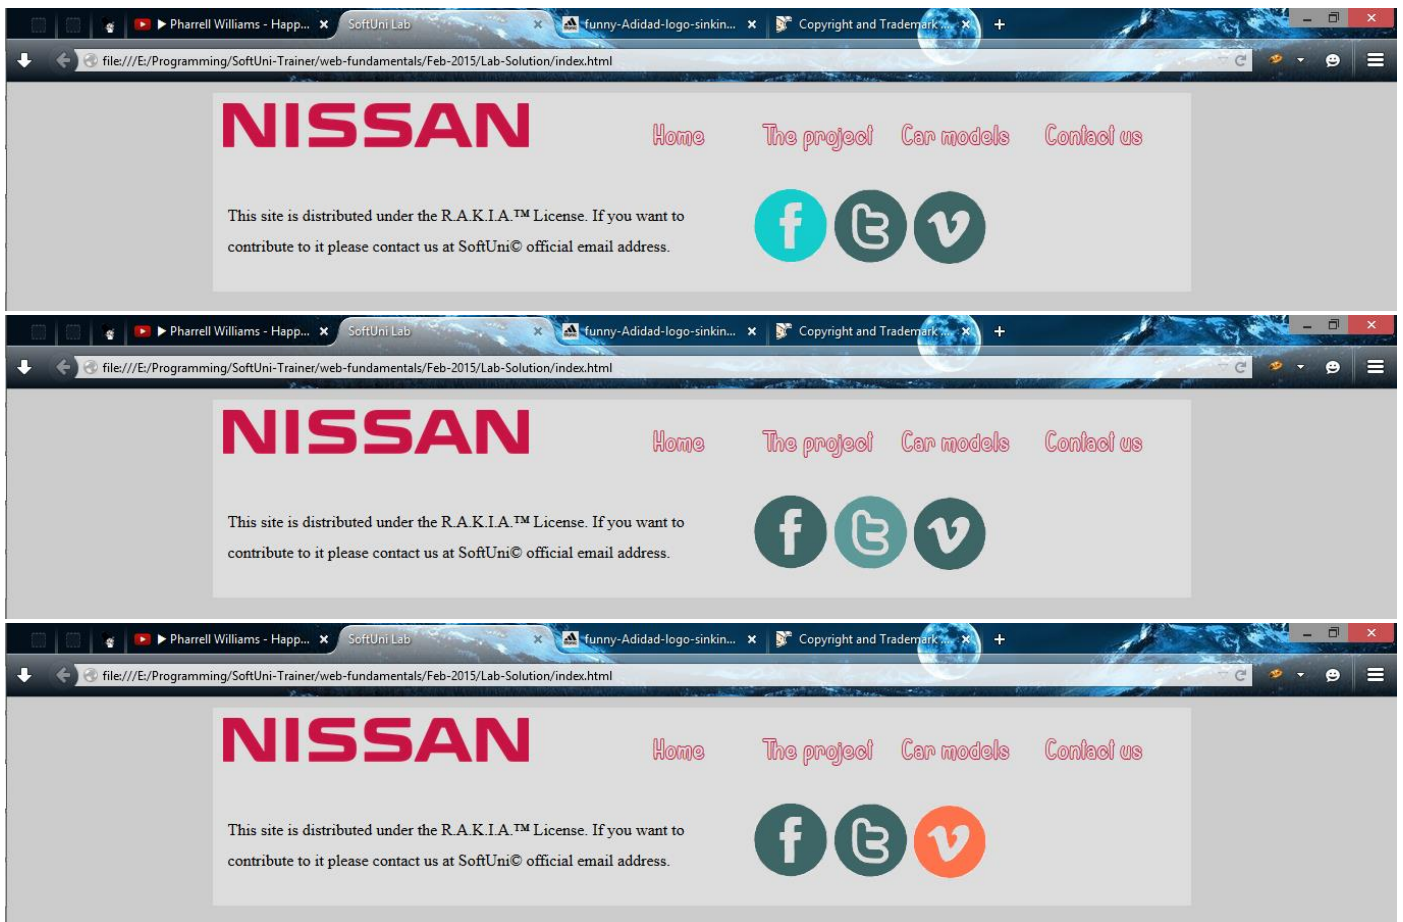 ▶ Pharrell Williams - Happ... SoftUni Lab funny-Adidad-logo-sinkin... Copyright and Trademark ...
file:///E:/Programming/SoftUni-Trainer/web-fundamentals/Feb-2015/Lab-Solution/index.html
NISSAN Home The project Car models Contact us
This site is distributed under the R.A.K.I.A.™ License. If you want to
contribute to it please contact us at SoftUni© official email address.
▶ Pharrell Williams - Happ... SoftUni Lab funny-Adidad-logo-sinkin... Copyright and Trademark ...
file:///E:/Programming/SoftUni-Trainer/web-fundamentals/Feb-2015/Lab-Solution/index.html
NISSAN Home The project Car models Contact us
This site is distributed under the R.A.K.I.A.™ License. If you want to
contribute to it please contact us at SoftUni© official email address.
▶ Pharrell Williams - Happ... SoftUni Lab funny-Adidad-logo-sinkin... Copyright and Trademark ...
file:///E:/Programming/SoftUni-Trainer/web-fundamentals/Feb-2015/Lab-Solution/index.html
NISSAN Home The project Car models Contact us
This site is distributed under the R.A.K.I.A.™ License. If you want to
contribute to it please contact us at SoftUni© official email address.